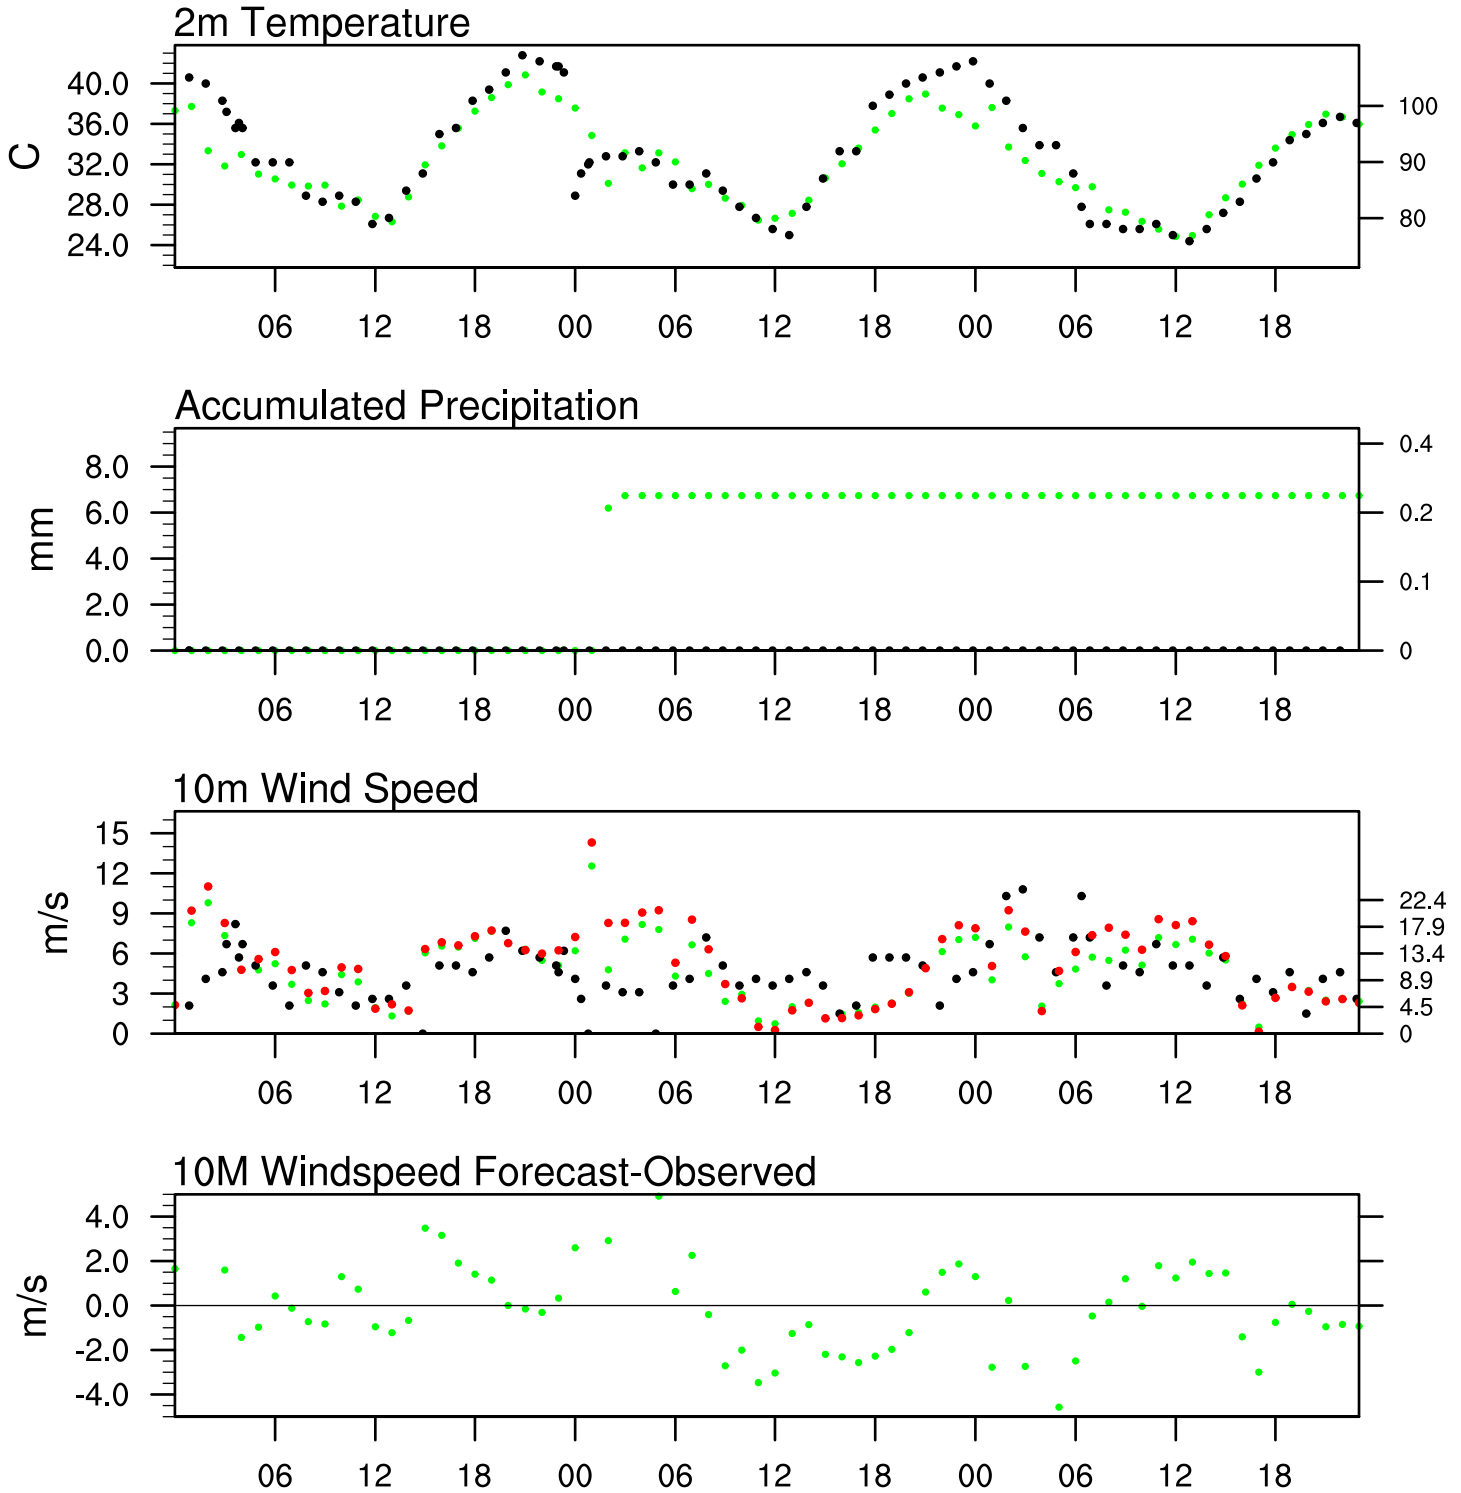 2m Temperature
40.0
36.0
32.0
28.0
24.0
C
100
90
80
06 12 18 00 06 12 18 00 06 12 18
Accumulated Precipitation
8.0
6.0
4.0
2.0
0.0
mm
0.4
0.2
0.1
0
06 12 18 00 06 12 18 00 06 12 18
10m Wind Speed
15
12
9
6
3
0
m/s
22.4
17.9
13.4
8.9
4.5
0
06 12 18 00 06 12 18 00 06 12 18
10M Windspeed Forecast-Observed
4.0
2.0
0.0
-2.0
-4.0
m/s
06 12 18 00 06 12 18 00 06 12 18